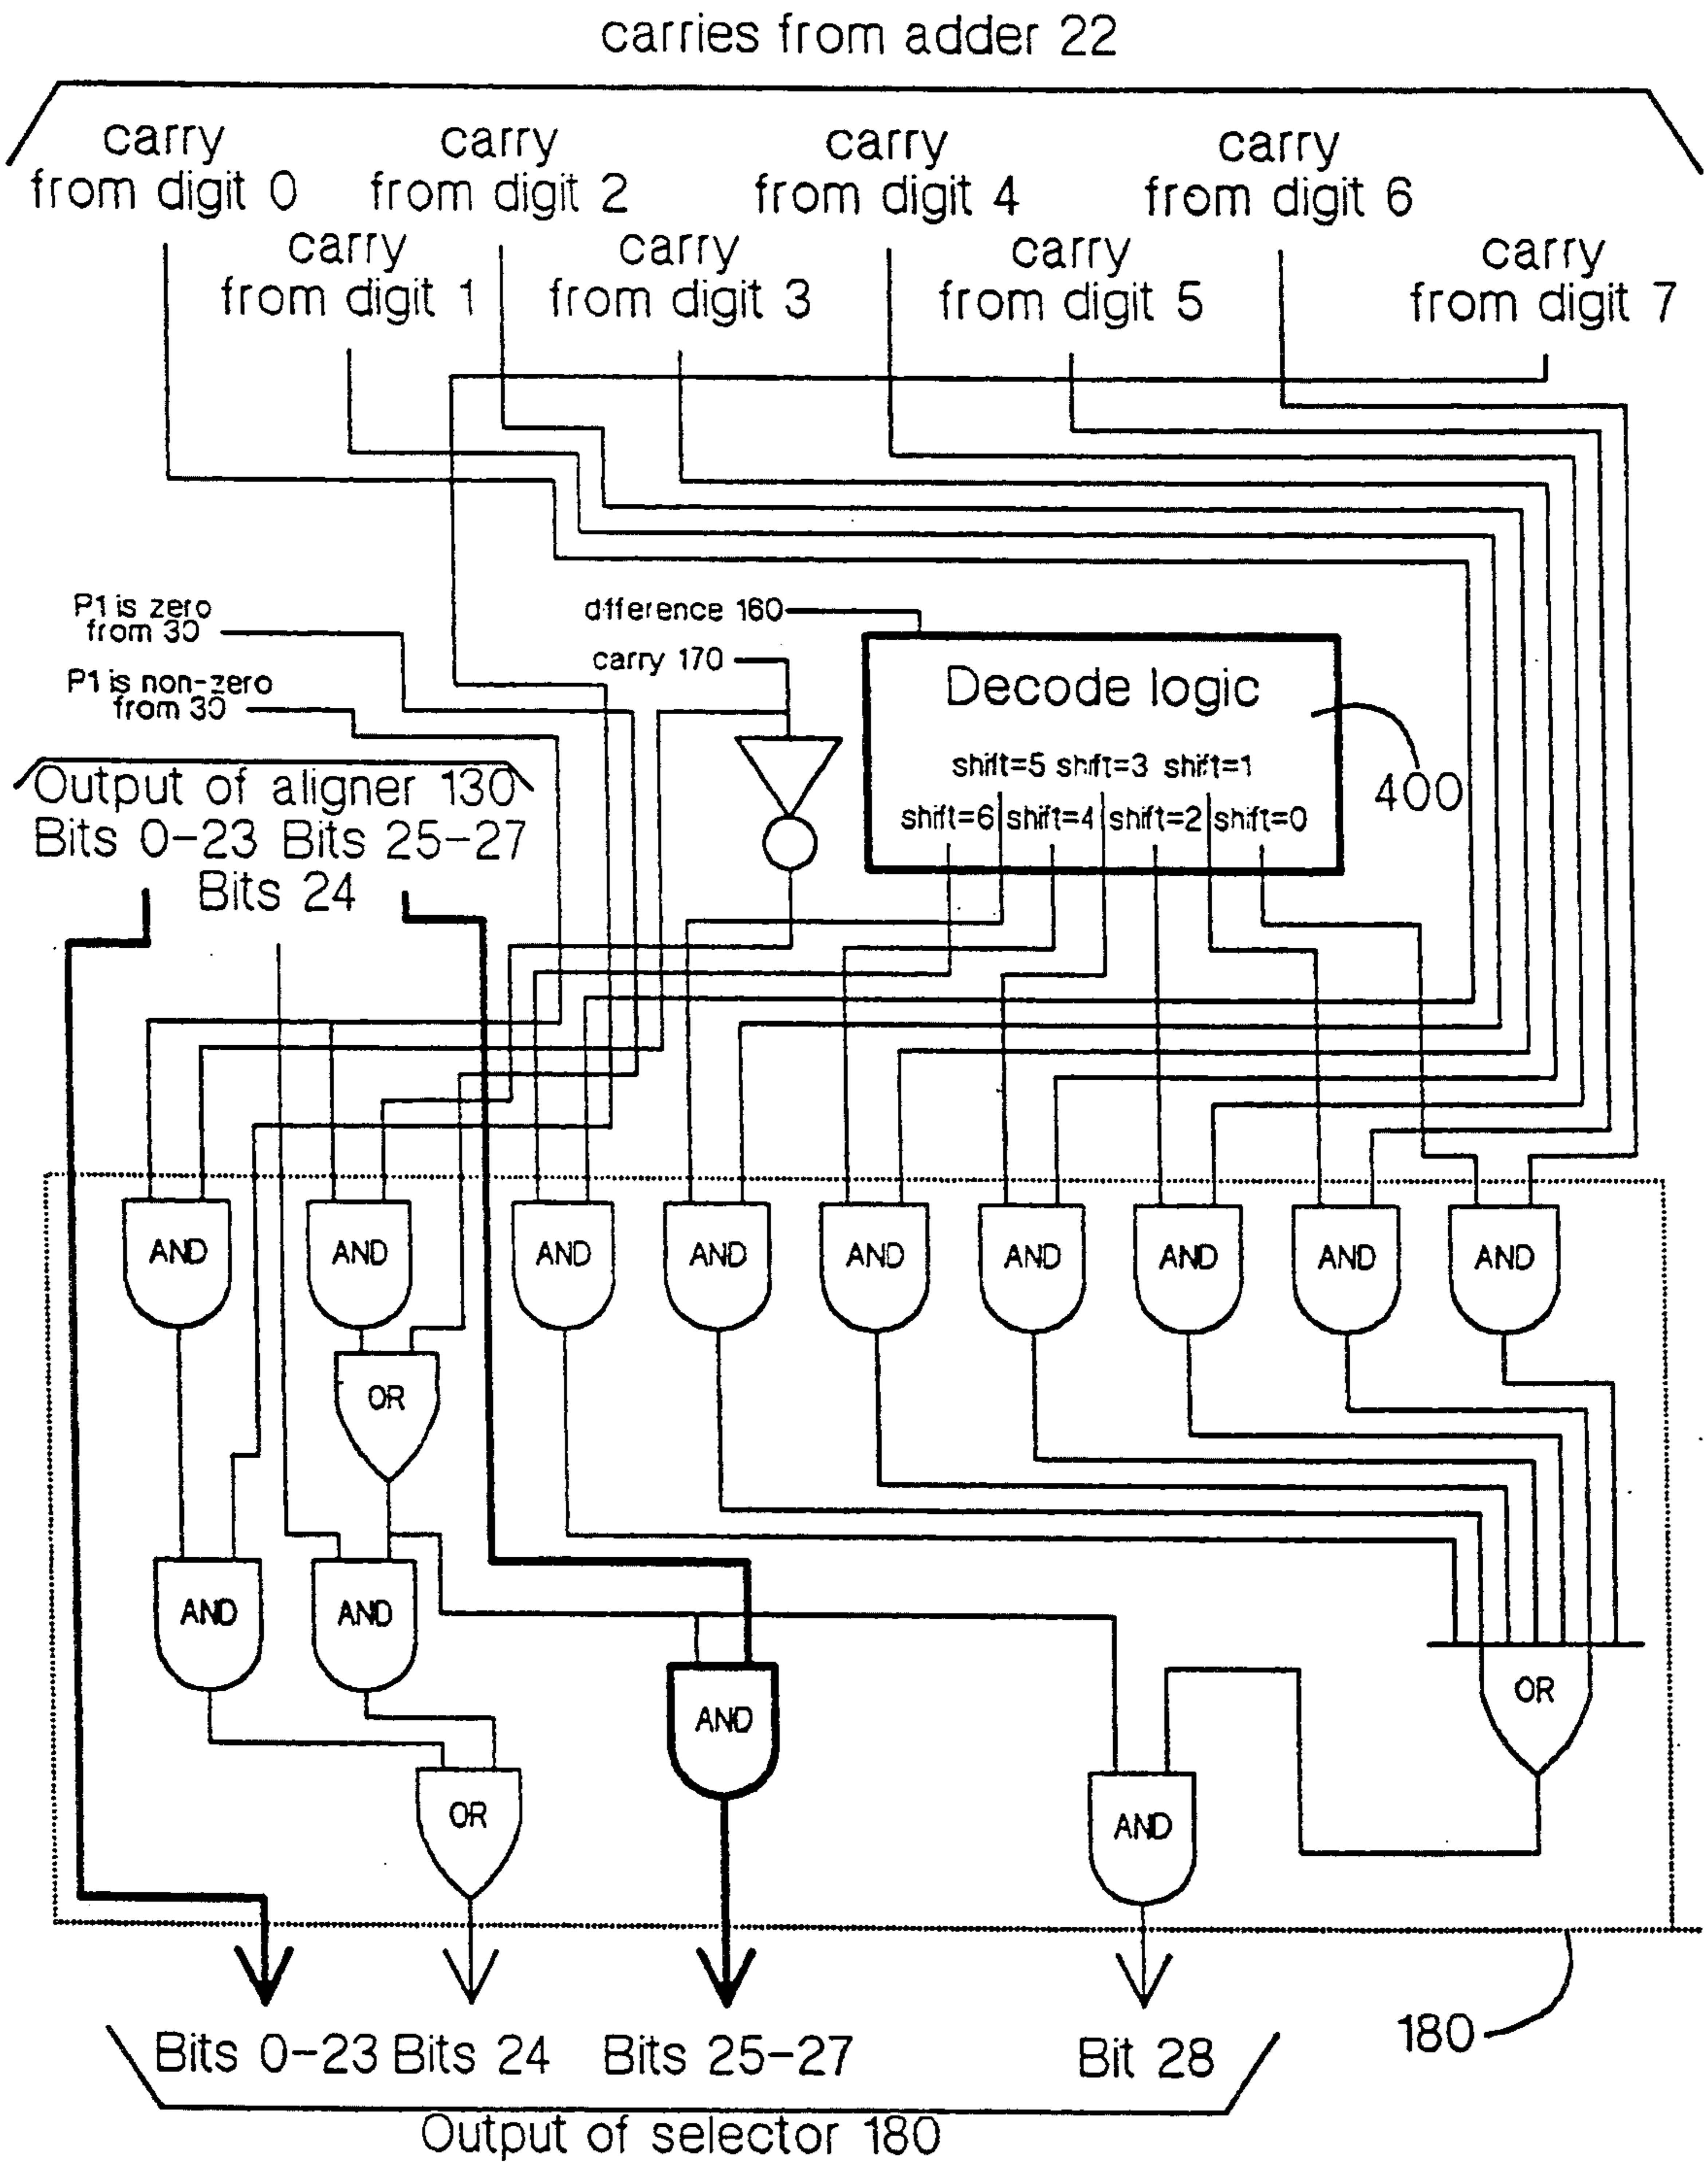 carries from adder 22
carry
from digit 0
carry
from digit 2
carry
from digit 4
carry
from digit 6
carry
from digit 1
carry
from digit 3
carry
from digit 5
carry
from digit 7
P1 is zero
from 30
P1 is non-zero
from 30
dfference 160
carry 170
Decode logic
shift=5 shift=3 shift=1
shift=6 shift=4 shift=2 shift=0
400
Output of aligner 130
Bits 0-23 Bits 25-27
Bits 24
AND AND AND AND AND AND AND AND AND
OR
AND AND
AND
OR
OR
AND
Bits 0-23 Bits 24 Bits 25-27 Bit 28
180
Output of selector 180